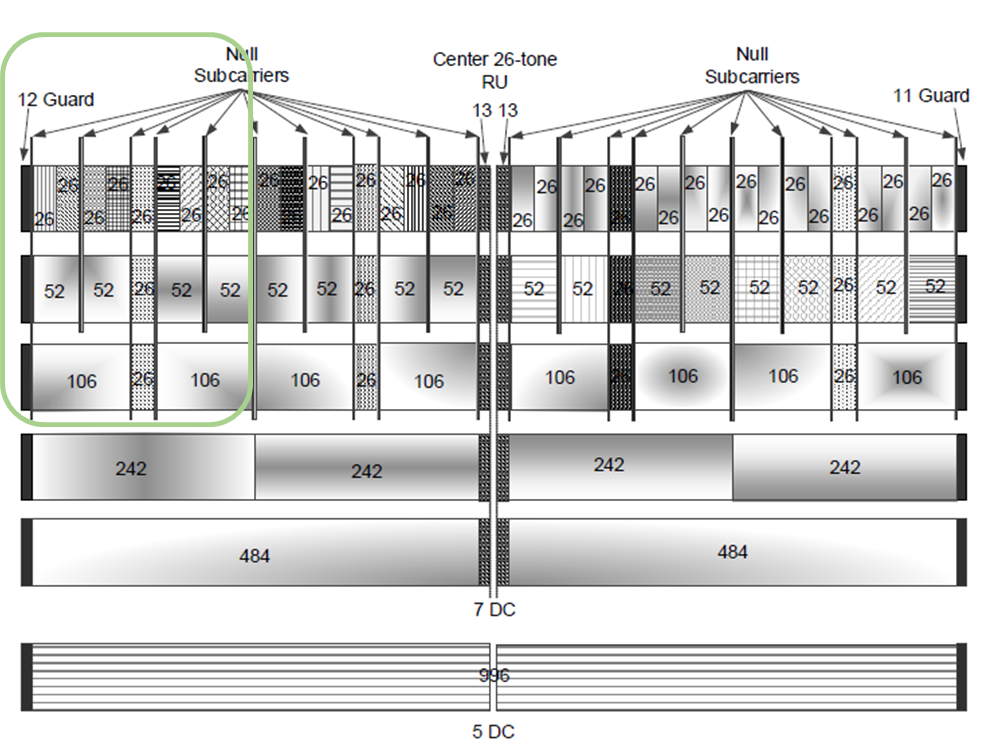 Null
Subcarriers
Center 26-tone
RU
Null
Subcarriers
12 Guard
13 13
11 Guard
26 26 26 26 26 26 26 26 26 26 26 26 26 26 26 26 26 26 26 26 26 26 26 26 26
26 26 26 26 26 26 26 26 26 26 26
52 52 26 52 52 52 52 26 52 52 52 52 26 52 52 52 52 26 52 52
106 26 106 106 26 106 106 26 106 106 26 106
242 242 242 242
484 484
7 DC
996
5 DC